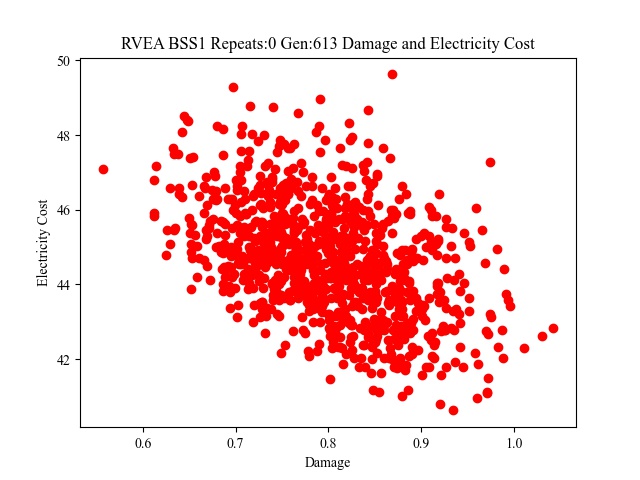 RVEA BSS1 Repeats:0 Gen:613 Damage and Electricity Cost
50
48
46
44
42
Electricity Cost
0.6 0.7 0.8 0.9 1.0
Damage